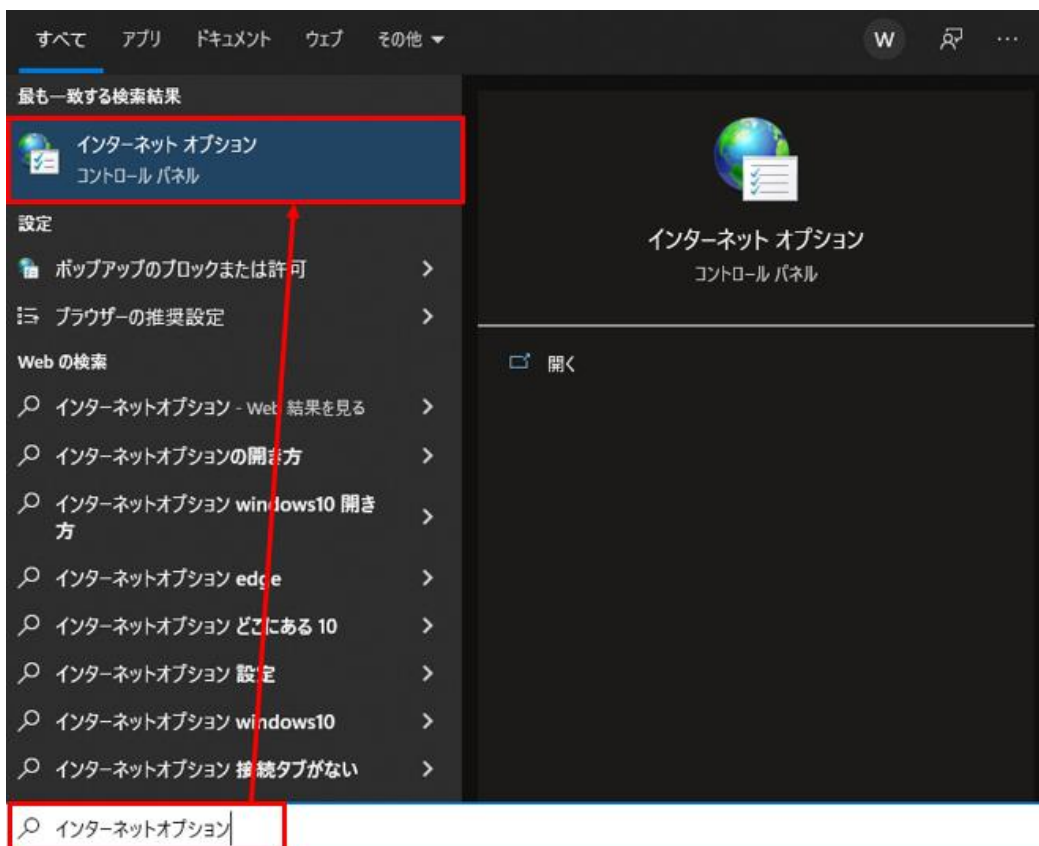 すべて アプリ ドキュメント ウェブ その他 W ...
最も一致する検索結果
インターネット オプション
コントロール パネル
設定
ポップアップのブロックまたは許可
ブラウザーの推奨設定
Web の検索
インターネットオプション - Web 結果を見る
インターネットオプションの開き方
インターネットオプション windows10 開き
方
インターネットオプション edge
インターネットオプション どこにある 10
インターネットオプション 設定
インターネットオプション windows10
インターネットオプション 接続タブがない
インターネットオプション
インターネット オプション
コントロール パネル
開く